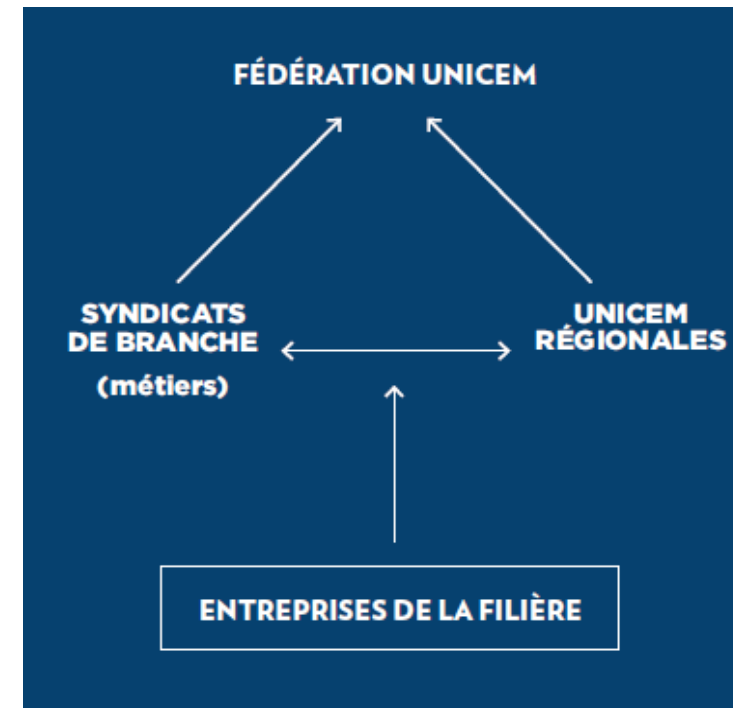 FÉDÉRATION UNICEM
SYNDICATS
DE BRANCHE
(métiers)
UNICEM
RÉGIONALES
ENTREPRISES DE LA FILIÈRE